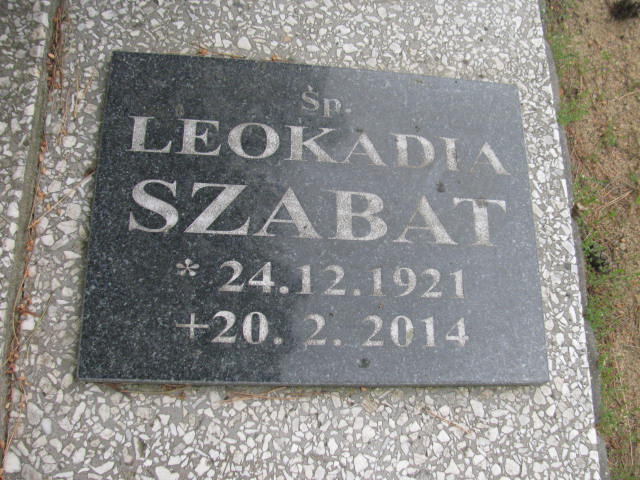 Śp.
LEOKADIA
SZABAT
* 24.12.1921
+20. 2. 2014